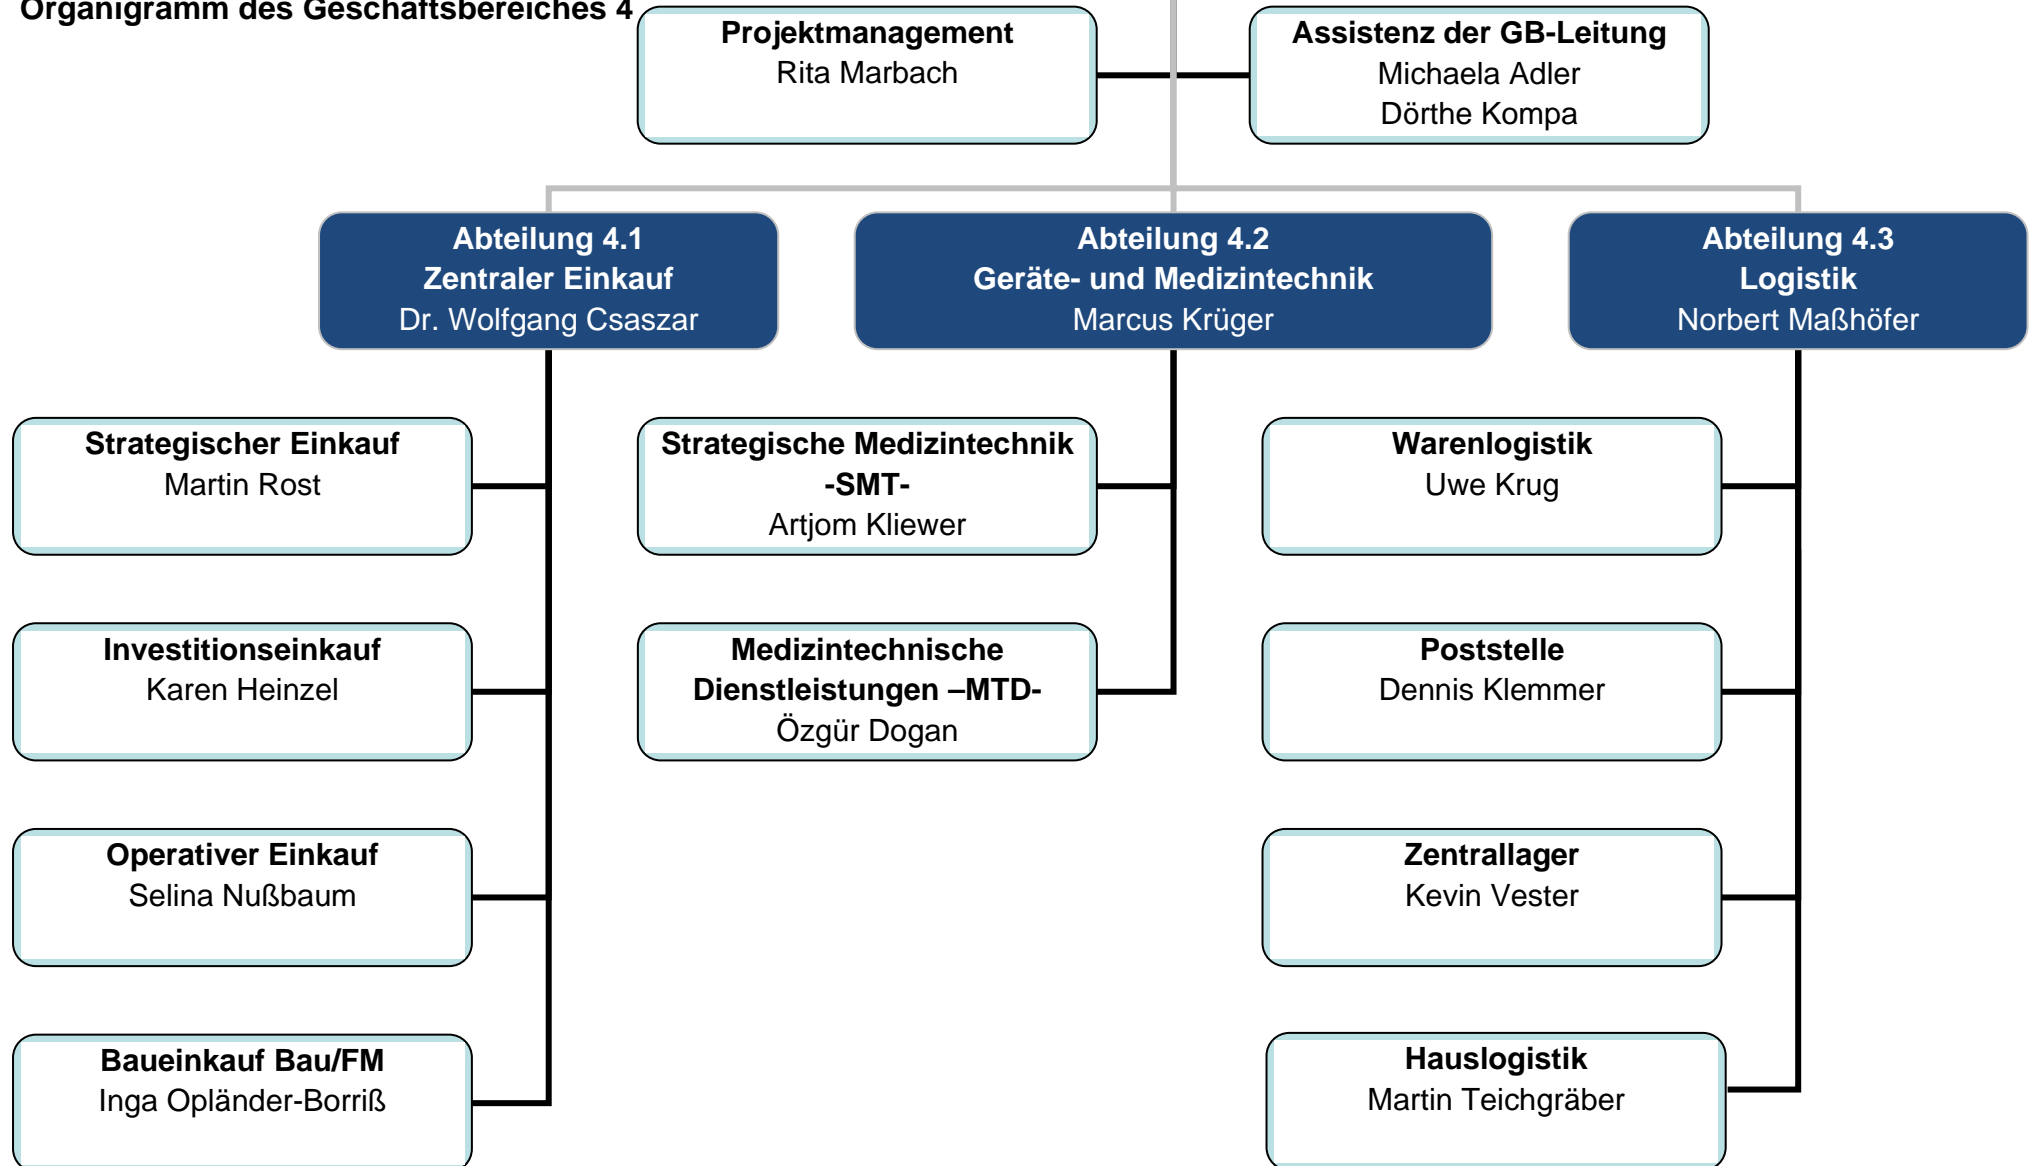 Organigramm des Geschäftsbereiches 4
Projektmanagement
Rita Marbach
Assistenz der GB-Leitung
Michaela Adler
Dörthe Kompa
Abteilung 4.1
Zentraler Einkauf
Dr. Wolfgang Csaszar
Abteilung 4.2
Geräte- und Medizintechnik
Marcus Krüger
Abteilung 4.3
Logistik
Norbert Maßhöfer
Strategischer Einkauf
Martin Rost
Strategische Medizintechnik
-SMT-
Artjom Kliewer
Warenlogistik
Uwe Krug
Investitionseinkauf
Karen Heinzel
Medizintechnische
Dienstleistungen –MTD-
Özgür Dogan
Poststelle
Dennis Klemmer
Operativer Einkauf
Selina Nußbaum
Zentrallager
Kevin Vester
Baueinkauf Bau/FM
Inga Opländer-Borriß
Hauslogistik
Martin Teichgräber